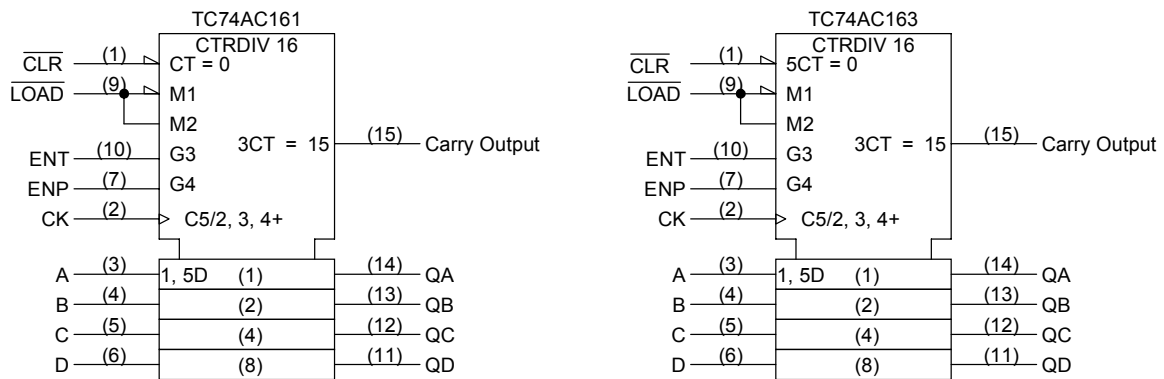 TC74AC161
CTRDIV 16
CLR (1) CT = 0
LOAD (9) M1
M2
3CT = 15 (15) Carry Output
ENT (10) G3
ENP (7) G4
CK (2) C5/2, 3, 4+
A (3) 1, 5D (1) (14) QA
B (4) (2) (13) QB
C (5) (4) (12) QC
D (6) (8) (11) QD
TC74AC163
CTRDIV 16
CLR (1) 5CT = 0
LOAD (9) M1
M2
3CT = 15 (15) Carry Output
ENT (10) G3
ENP (7) G4
CK (2) C5/2, 3, 4+
A (3) 1, 5D (1) (14) QA
B (4) (2) (13) QB
C (5) (4) (12) QC
D (6) (8) (11) QD